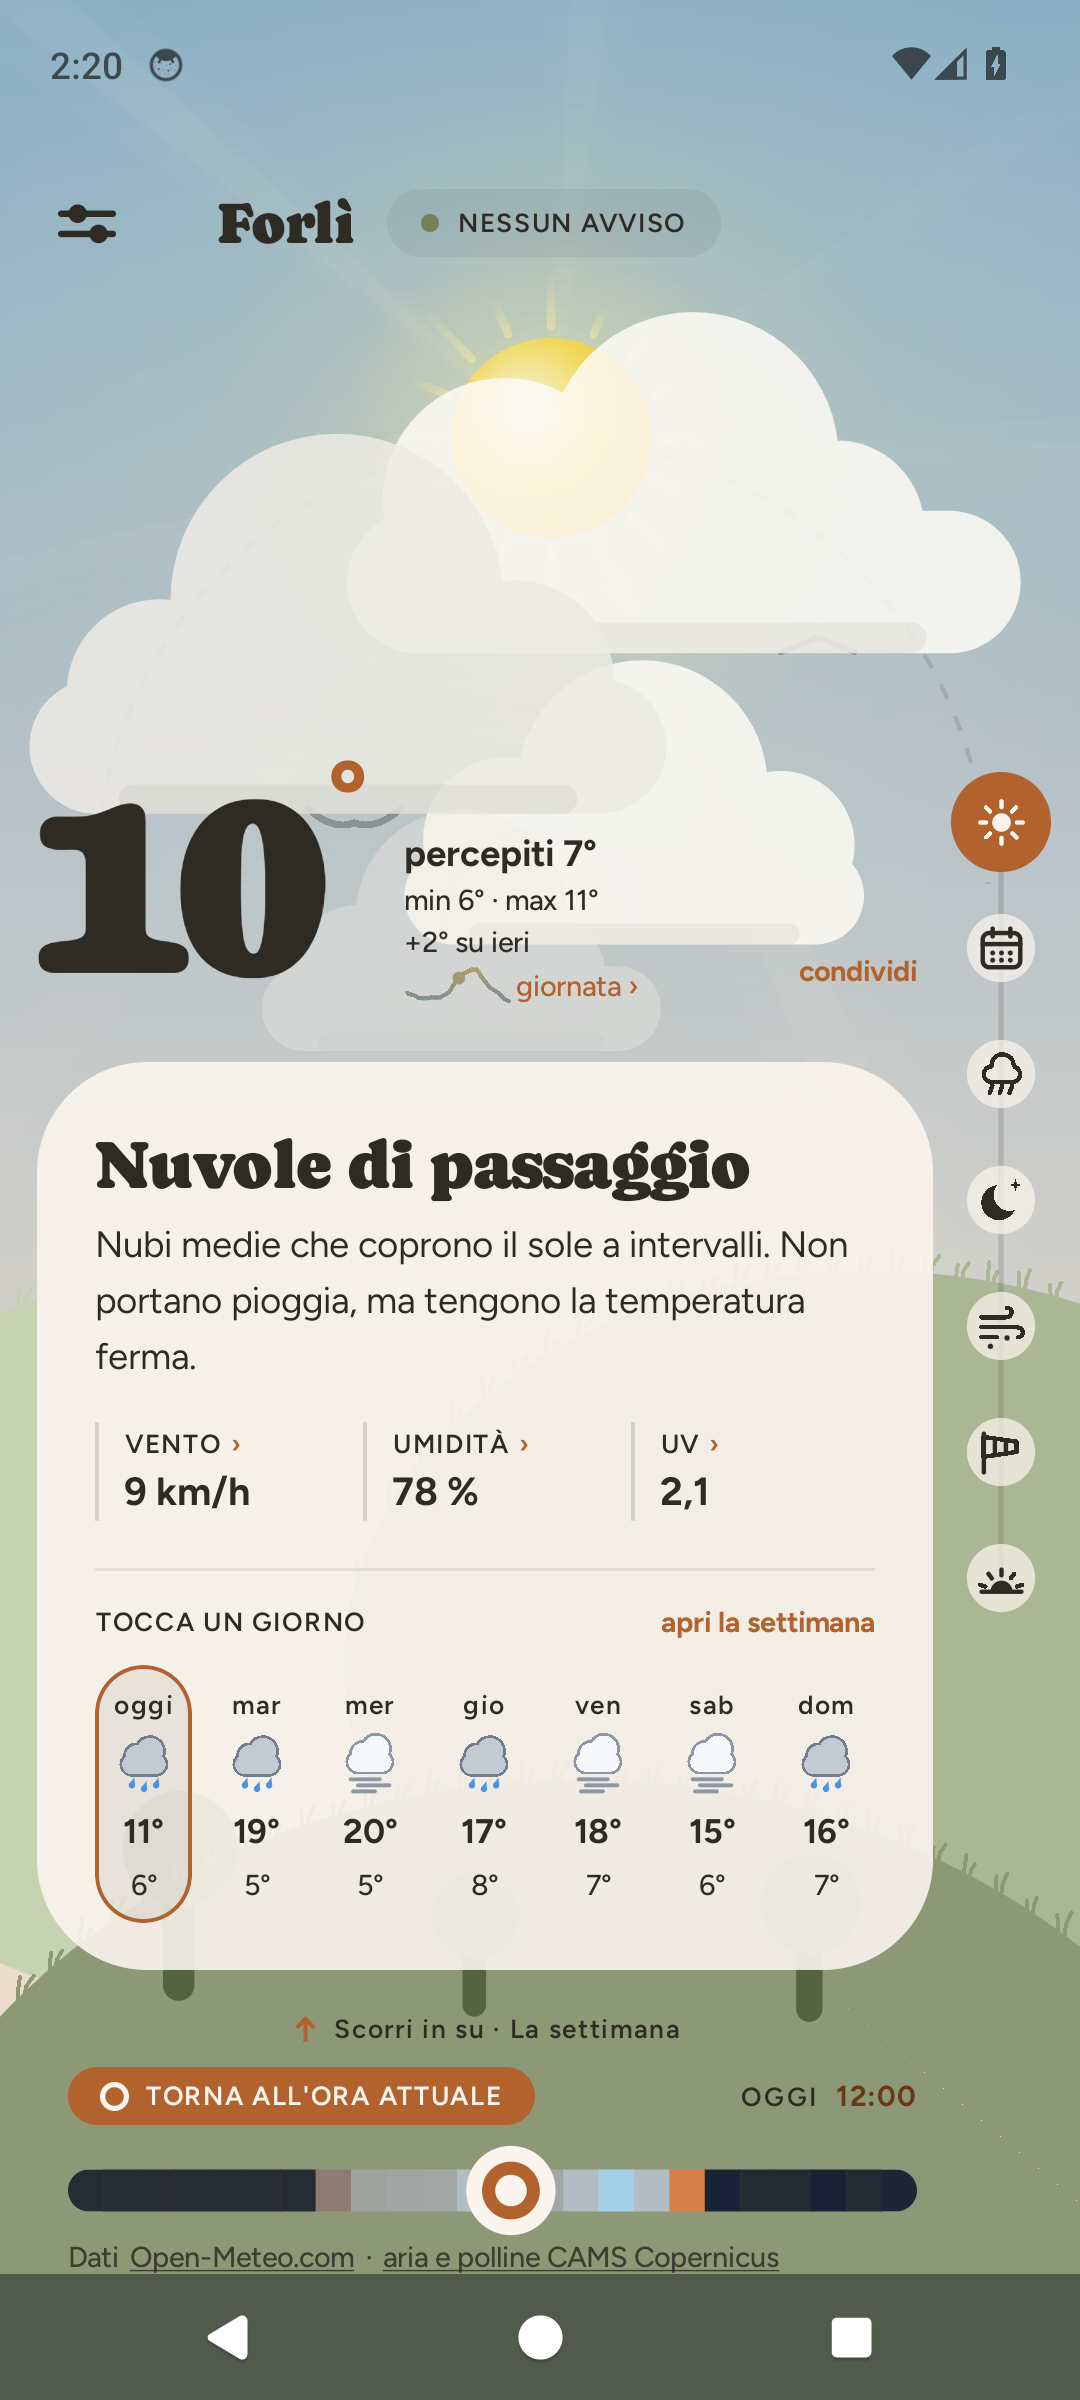 2:20
Forlì
NESSUN AVVISO
10
percepiti 7°
min 6° · max 11°
+2° su ieri
giornata ›
condividi
Nuvole di passaggio
Nubi medie che coprono il sole a intervalli. Non
portano pioggia, ma tengono la temperatura
ferma.
VENTO › UMIDITÀ › UV ›
9 km/h 78 % 2,1
TOCCA UN GIORNO apri la settimana
oggi mar mer gio ven sab dom
11° 19° 20° 17° 18° 15° 16°
6° 5° 5° 8° 7° 6° 7°
↑ Scorri in su · La settimana
TORNA ALL'ORA ATTUALE OGGI 12:00
Dati Open-Meteo.com · aria e polline CAMS Copernicus